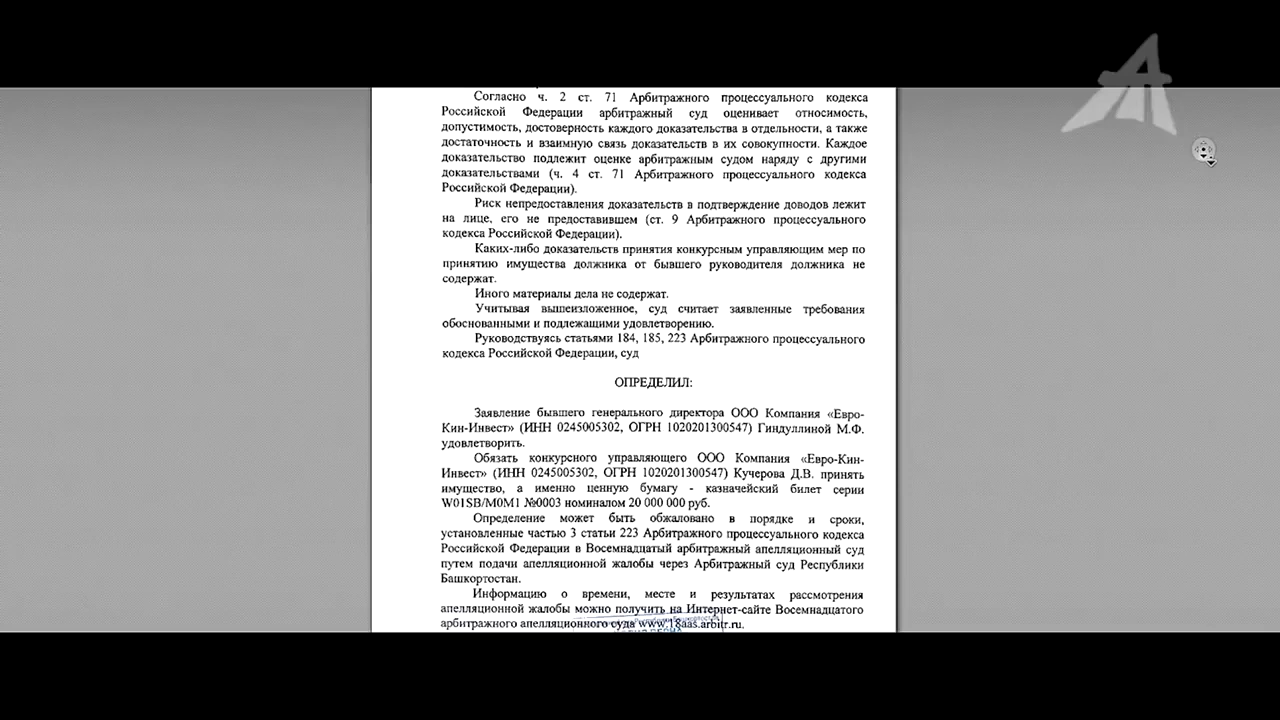 Согласно ч. 2 ст. 71 Арбитражного процессуального кодекса
Российской Федерации арбитражный суд оценивает относимость,
допустимость, достоверность каждого доказательства в отдельности, а также
достаточность и взаимную связь доказательств в их совокупности. Каждое
доказательство подлежит оценке арбитражным судом наряду с другими
доказательствами (ч. 4 ст. 71 Арбитражного процессуального кодекса
Российской Федерации).
Риск непредоставления доказательств в подтверждение доводов лежит
на лице, его не предоставившем (ст. 9 Арбитражного процессуального
кодекса Российской Федерации).
Каких-либо доказательств принятия конкурсным управляющим мер по
принятию имущества должника от бывшего руководителя должника не
содержат.
Иного материалы дела не содержат.
Учитывая вышеизложенное, суд считает заявленные требования
обоснованными и подлежащими удовлетворению.
Руководствуясь статьями 184, 185, 223 Арбитражного процессуального
кодекса Российской Федерации, суд
ОПРЕДЕЛИЛ:
Заявление бывшего генерального директора ООО Компания «Евро-
Кин-Инвест» (ИНН 0245005302, ОГРН 1020201300547) Гиндуллиной М.Ф.
удовлетворить.
Обязать конкурсного управляющего ООО Компания «Евро-Кин-
Инвест» (ИНН 0245005302, ОГРН 1020201300547) Кучерова Д.В. принять
имущество, а именно ценную бумагу - казначейский билет серии
W01SB/M0M1 №0003 номиналом 20 000 000 руб.
Определение может быть обжаловано в порядке и сроки,
установленные частью 3 статьи 223 Арбитражного процессуального кодекса
Российской Федерации в Восемнадцатый арбитражный апелляционный суд
путем подачи апелляционной жалобы через Арбитражный суд Республики
Башкортостан.
Информацию о времени, месте и результатах рассмотрения
апелляционной жалобы можно получить на Интернет-сайте Восемнадцатого
арбитражного апелляционного суда www.18aas.arbitr.ru.